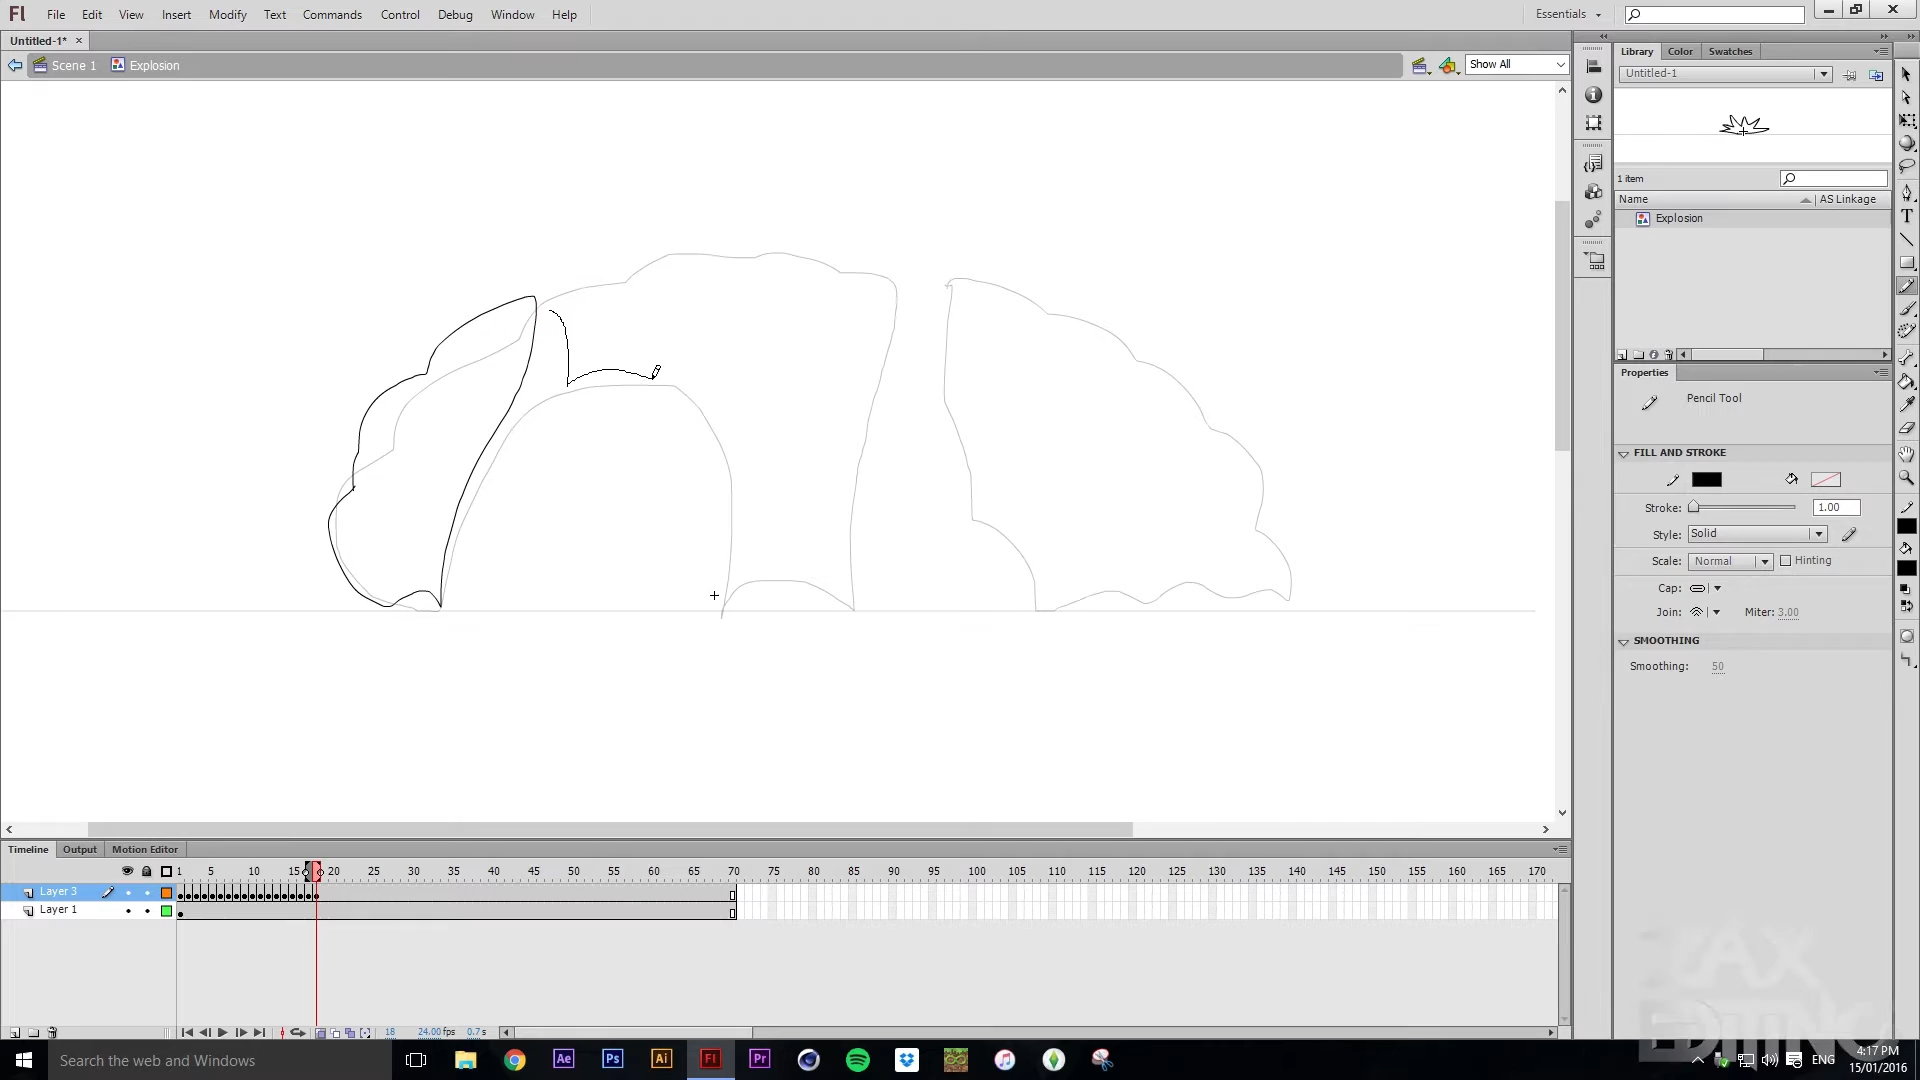 Fl File Edit View Insert Modify Text Commands Control Debug Window Help Essentials
Untitled-1* ×
Scene 1 Explosion Show All
Library Color Swatches
Untitled-1
1 item
Name AS Linkage
Explosion
Properties
Pencil Tool
FILL AND STROKE
Stroke: 1.00
Style: Solid
Scale: Normal Hinting
Cap:
Join: Miter: 3.00
SMOOTHING
Smoothing: 50
Timeline Output Motion Editor
1 5 10 15 20 25 30 35 40 45 50 55 60 65 70 75 80 85 90 95 100 105 110 115 120 125 130 135 140 145 150 155 160 165 170
Layer 3
Layer 1
18 24.00 fps 0.7 s
EDITING
Search the web and Windows
Ae Ps Ai Fl Pr
ENG
4:17 PM
15/01/2016